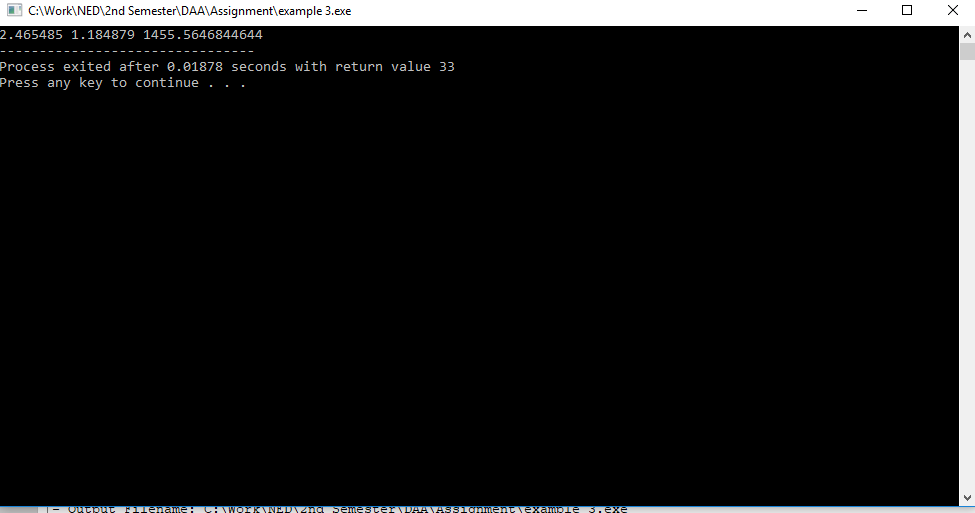 C:\Work\NED\2nd Semester\DAA\Assignment\example 3.exe
2.465485 1.184879 1455.5646844644
--------------------------------
Process exited after 0.01878 seconds with return value 33
Press any key to continue . . .
- Output Filename: C:\Work\NED\2nd Semester\DAA\Assignment\example 3.exe